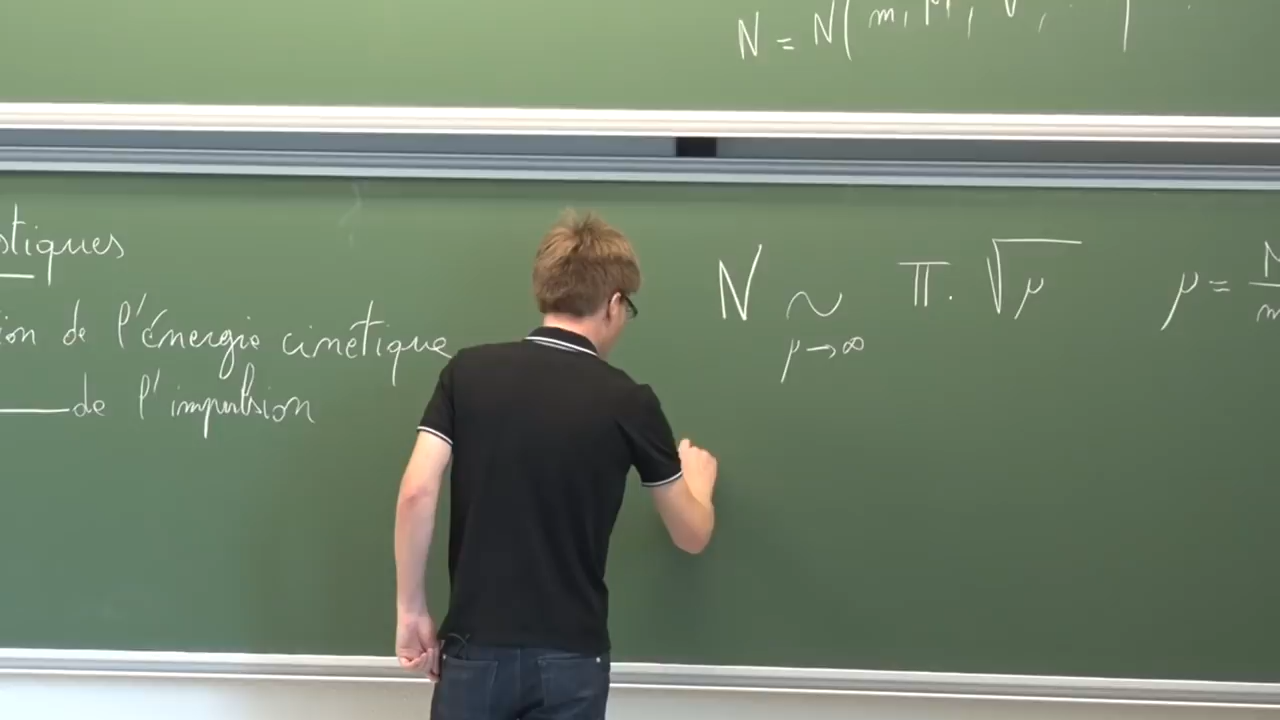 N = N( m, M, V,
stiques
ion de l'énergie cinétique
de l'impulsion
N ~ π. √μ
μ → ∞
μ = M
m